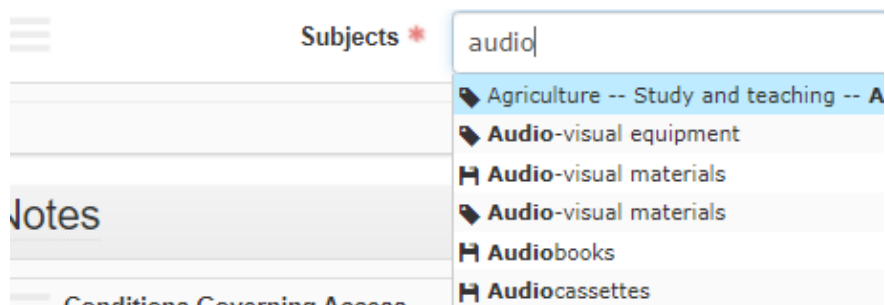 Subjects *
audio
Agriculture -- Study and teaching -- A
Audio-visual equipment
Audio-visual materials
Audio-visual materials
Audiobooks
Audiocassettes
Notes
Conditions Governing Access